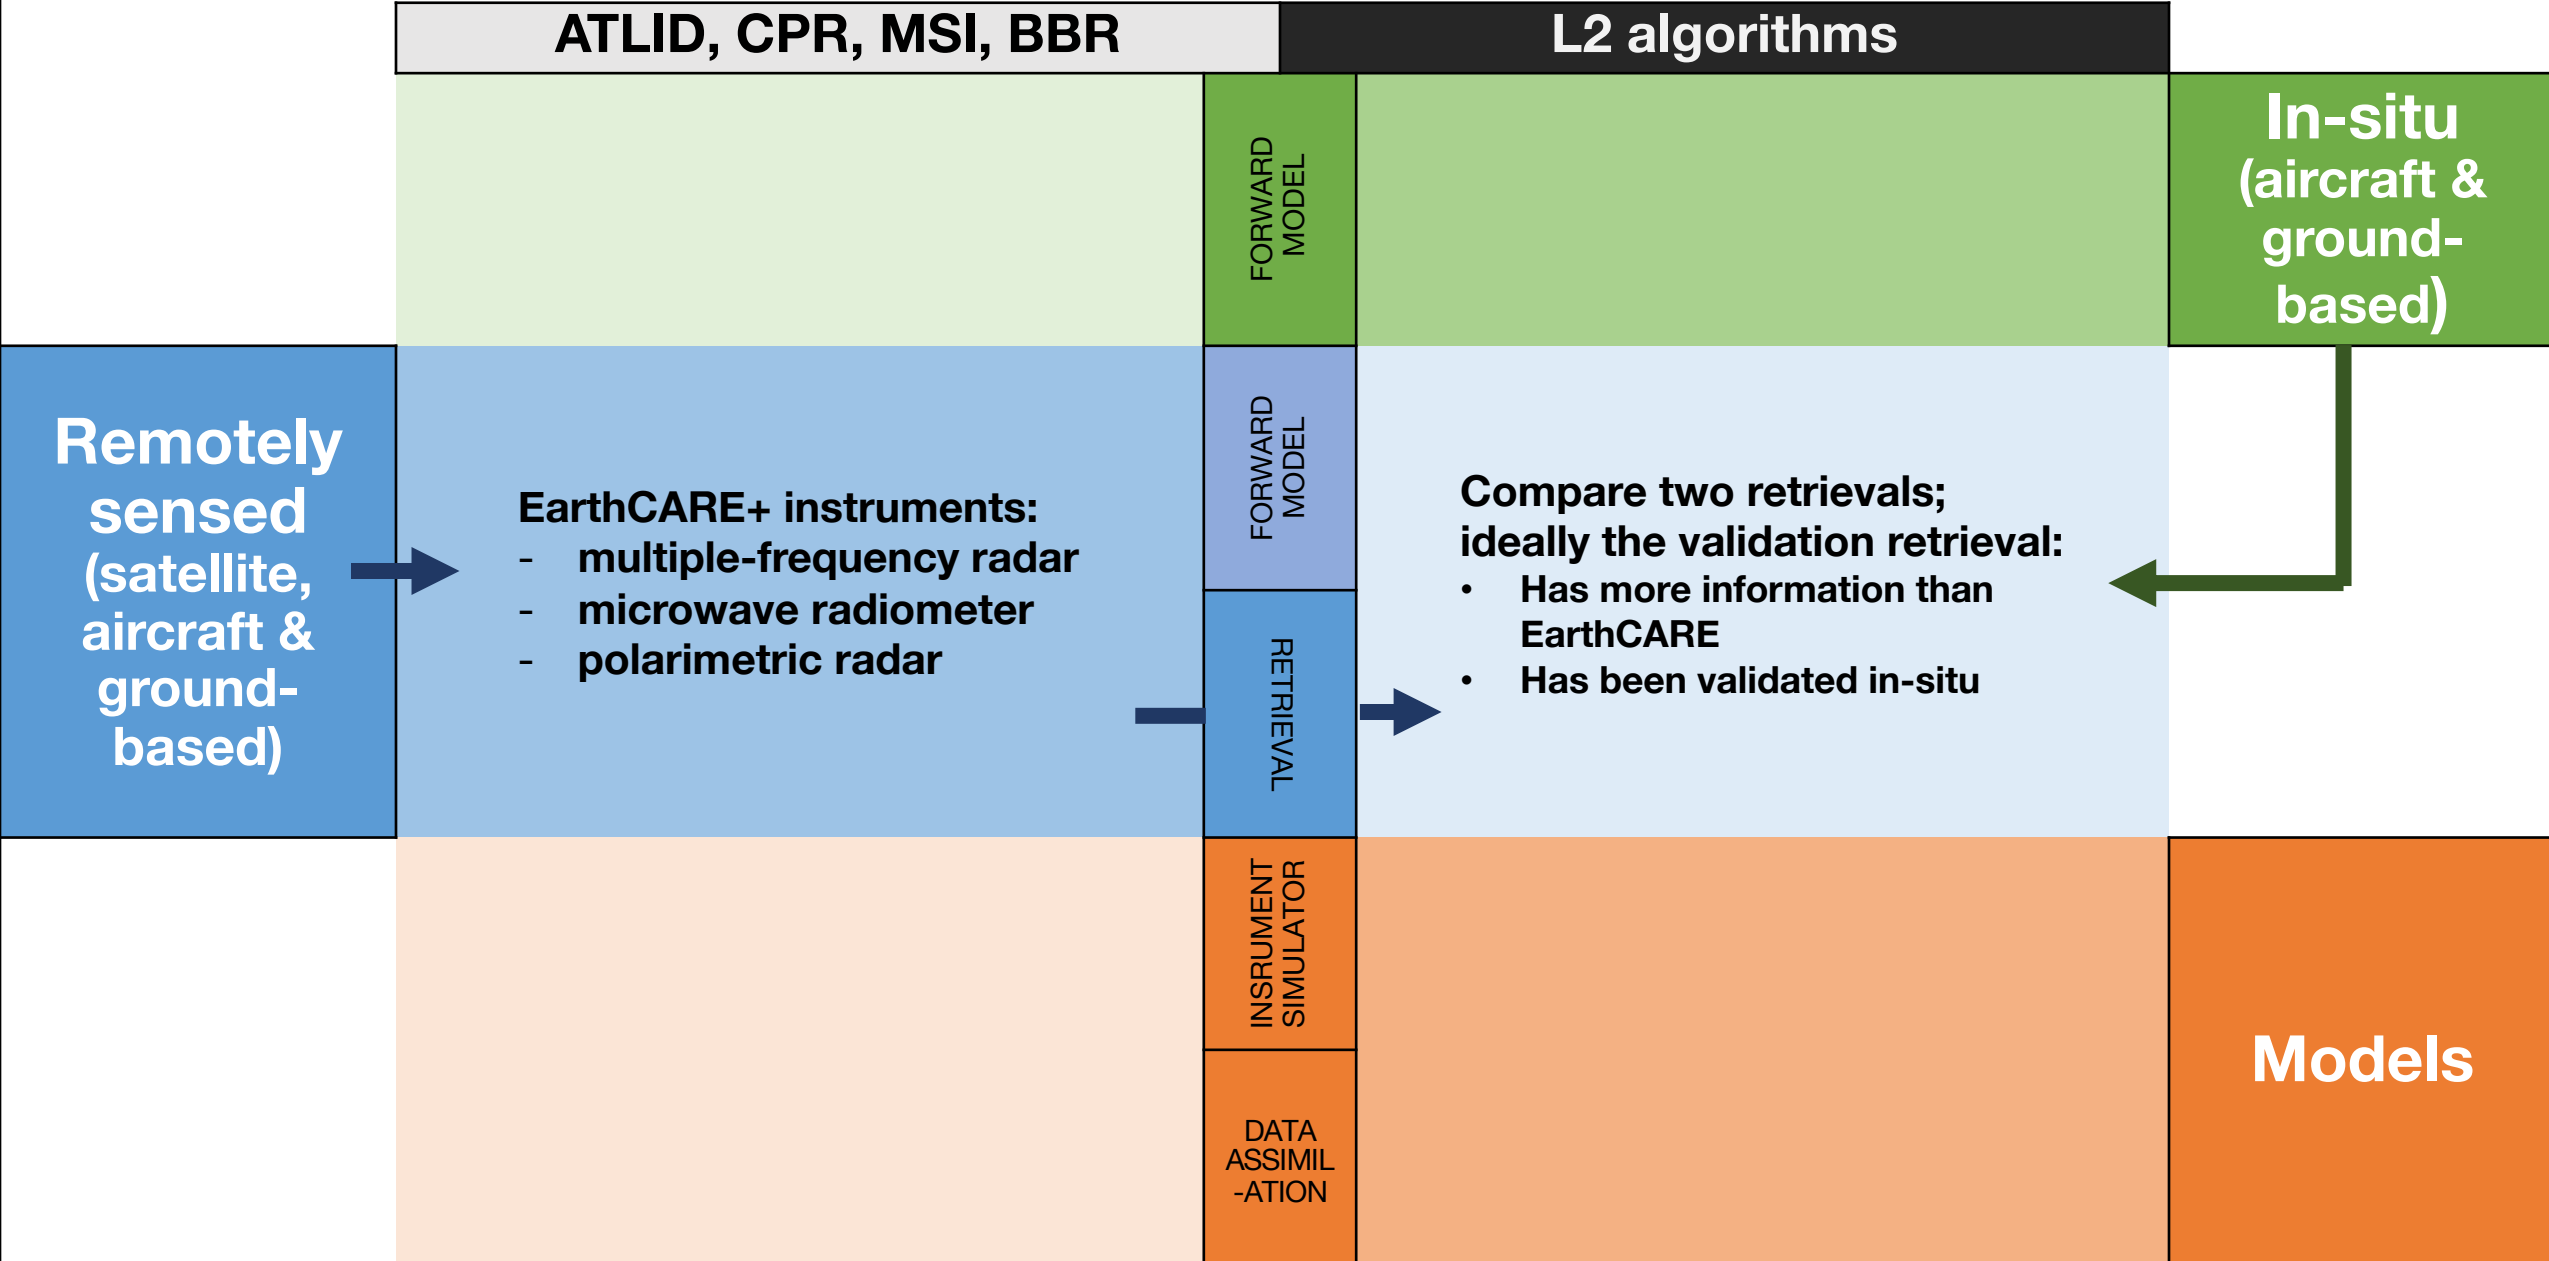 ATLID, CPR, MSI, BBR
L2 algorithms
FORWARD
MODEL
In-situ
(aircraft &
ground-
based)
Remotely
sensed
(satellite,
aircraft &
ground-
based)
EarthCARE+ instruments:
- multiple-frequency radar
- microwave radiometer
- polarimetric radar
FORWARD
MODEL
RETRIEVAL
Compare two retrievals;
ideally the validation retrieval:
• Has more information than
EarthCARE
• Has been validated in-situ
INSRUMENT
SIMULATOR
DATA
ASSIMIL
-ATION
Models